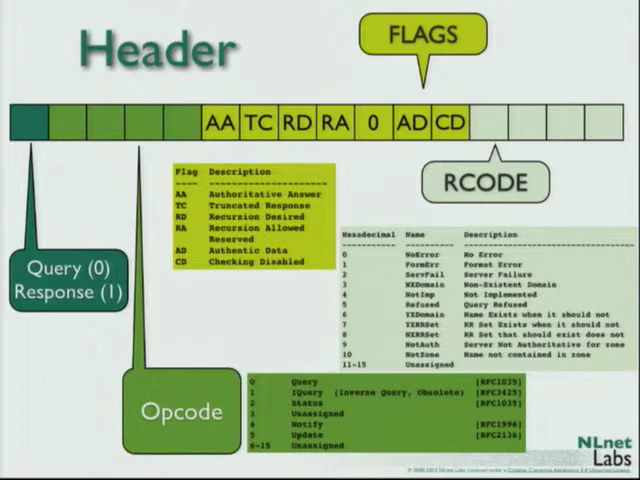 Header
FLAGS
AA TC RD RA 0 AD CD
RCODE
Query (0)
Response (1)
Opcode
Flag Description
AA Authoritative Answer
TC Truncated Response
RD Recursion Desired
RA Recursion Allowed
Reserved
AD Authentic Data
CD Checking Disabled
Hexadecimal Name Description
0 NoError No Error
1 FormErr Format Error
2 ServFail Server Failure
3 NXDomain Non-Existent Domain
4 NotImp Not Implemented
5 Refused Query Refused
6 YXDomain Name Exists when it should not
7 YXRRSet RR Set Exists when it should not
8 NXRRSet RR Set that should exist does not
9 NotAuth Server Not Authoritative for zone
10 NotZone Name not contained in zone
11-15 Unassigned
0 Query [RFC1035]
1 IQuery (Inverse Query, Obsolete) [RFC3425]
2 Status [RFC1035]
3 Unassigned
4 Notify [RFC1996]
5 Update [RFC2136]
6-15 Unassigned
NLnet
Labs